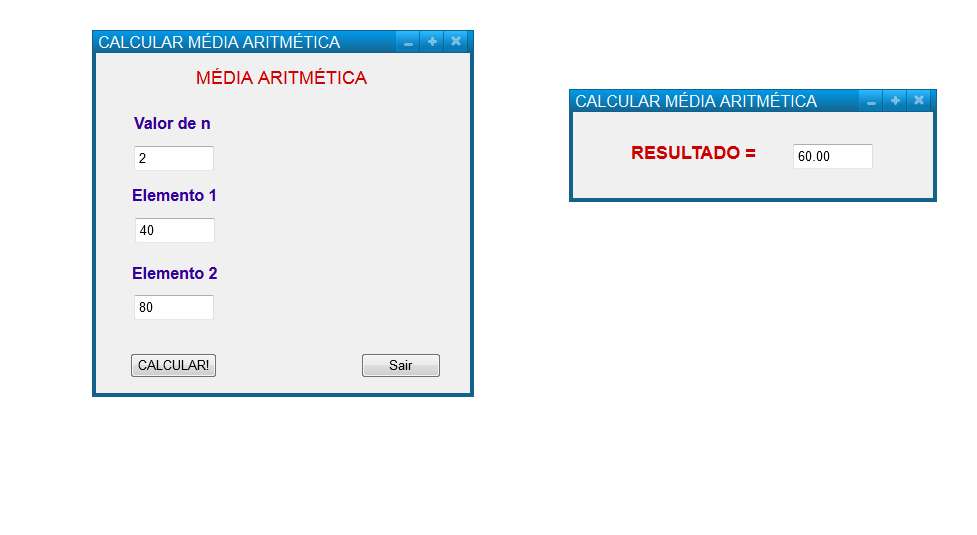 CALCULAR MÉDIA ARITMÉTICA
MÉDIA ARITMÉTICA
Valor de n
2
Elemento 1
40
Elemento 2
80
CALCULAR!
Sair
CALCULAR MÉDIA ARITMÉTICA
RESULTADO = 60.00